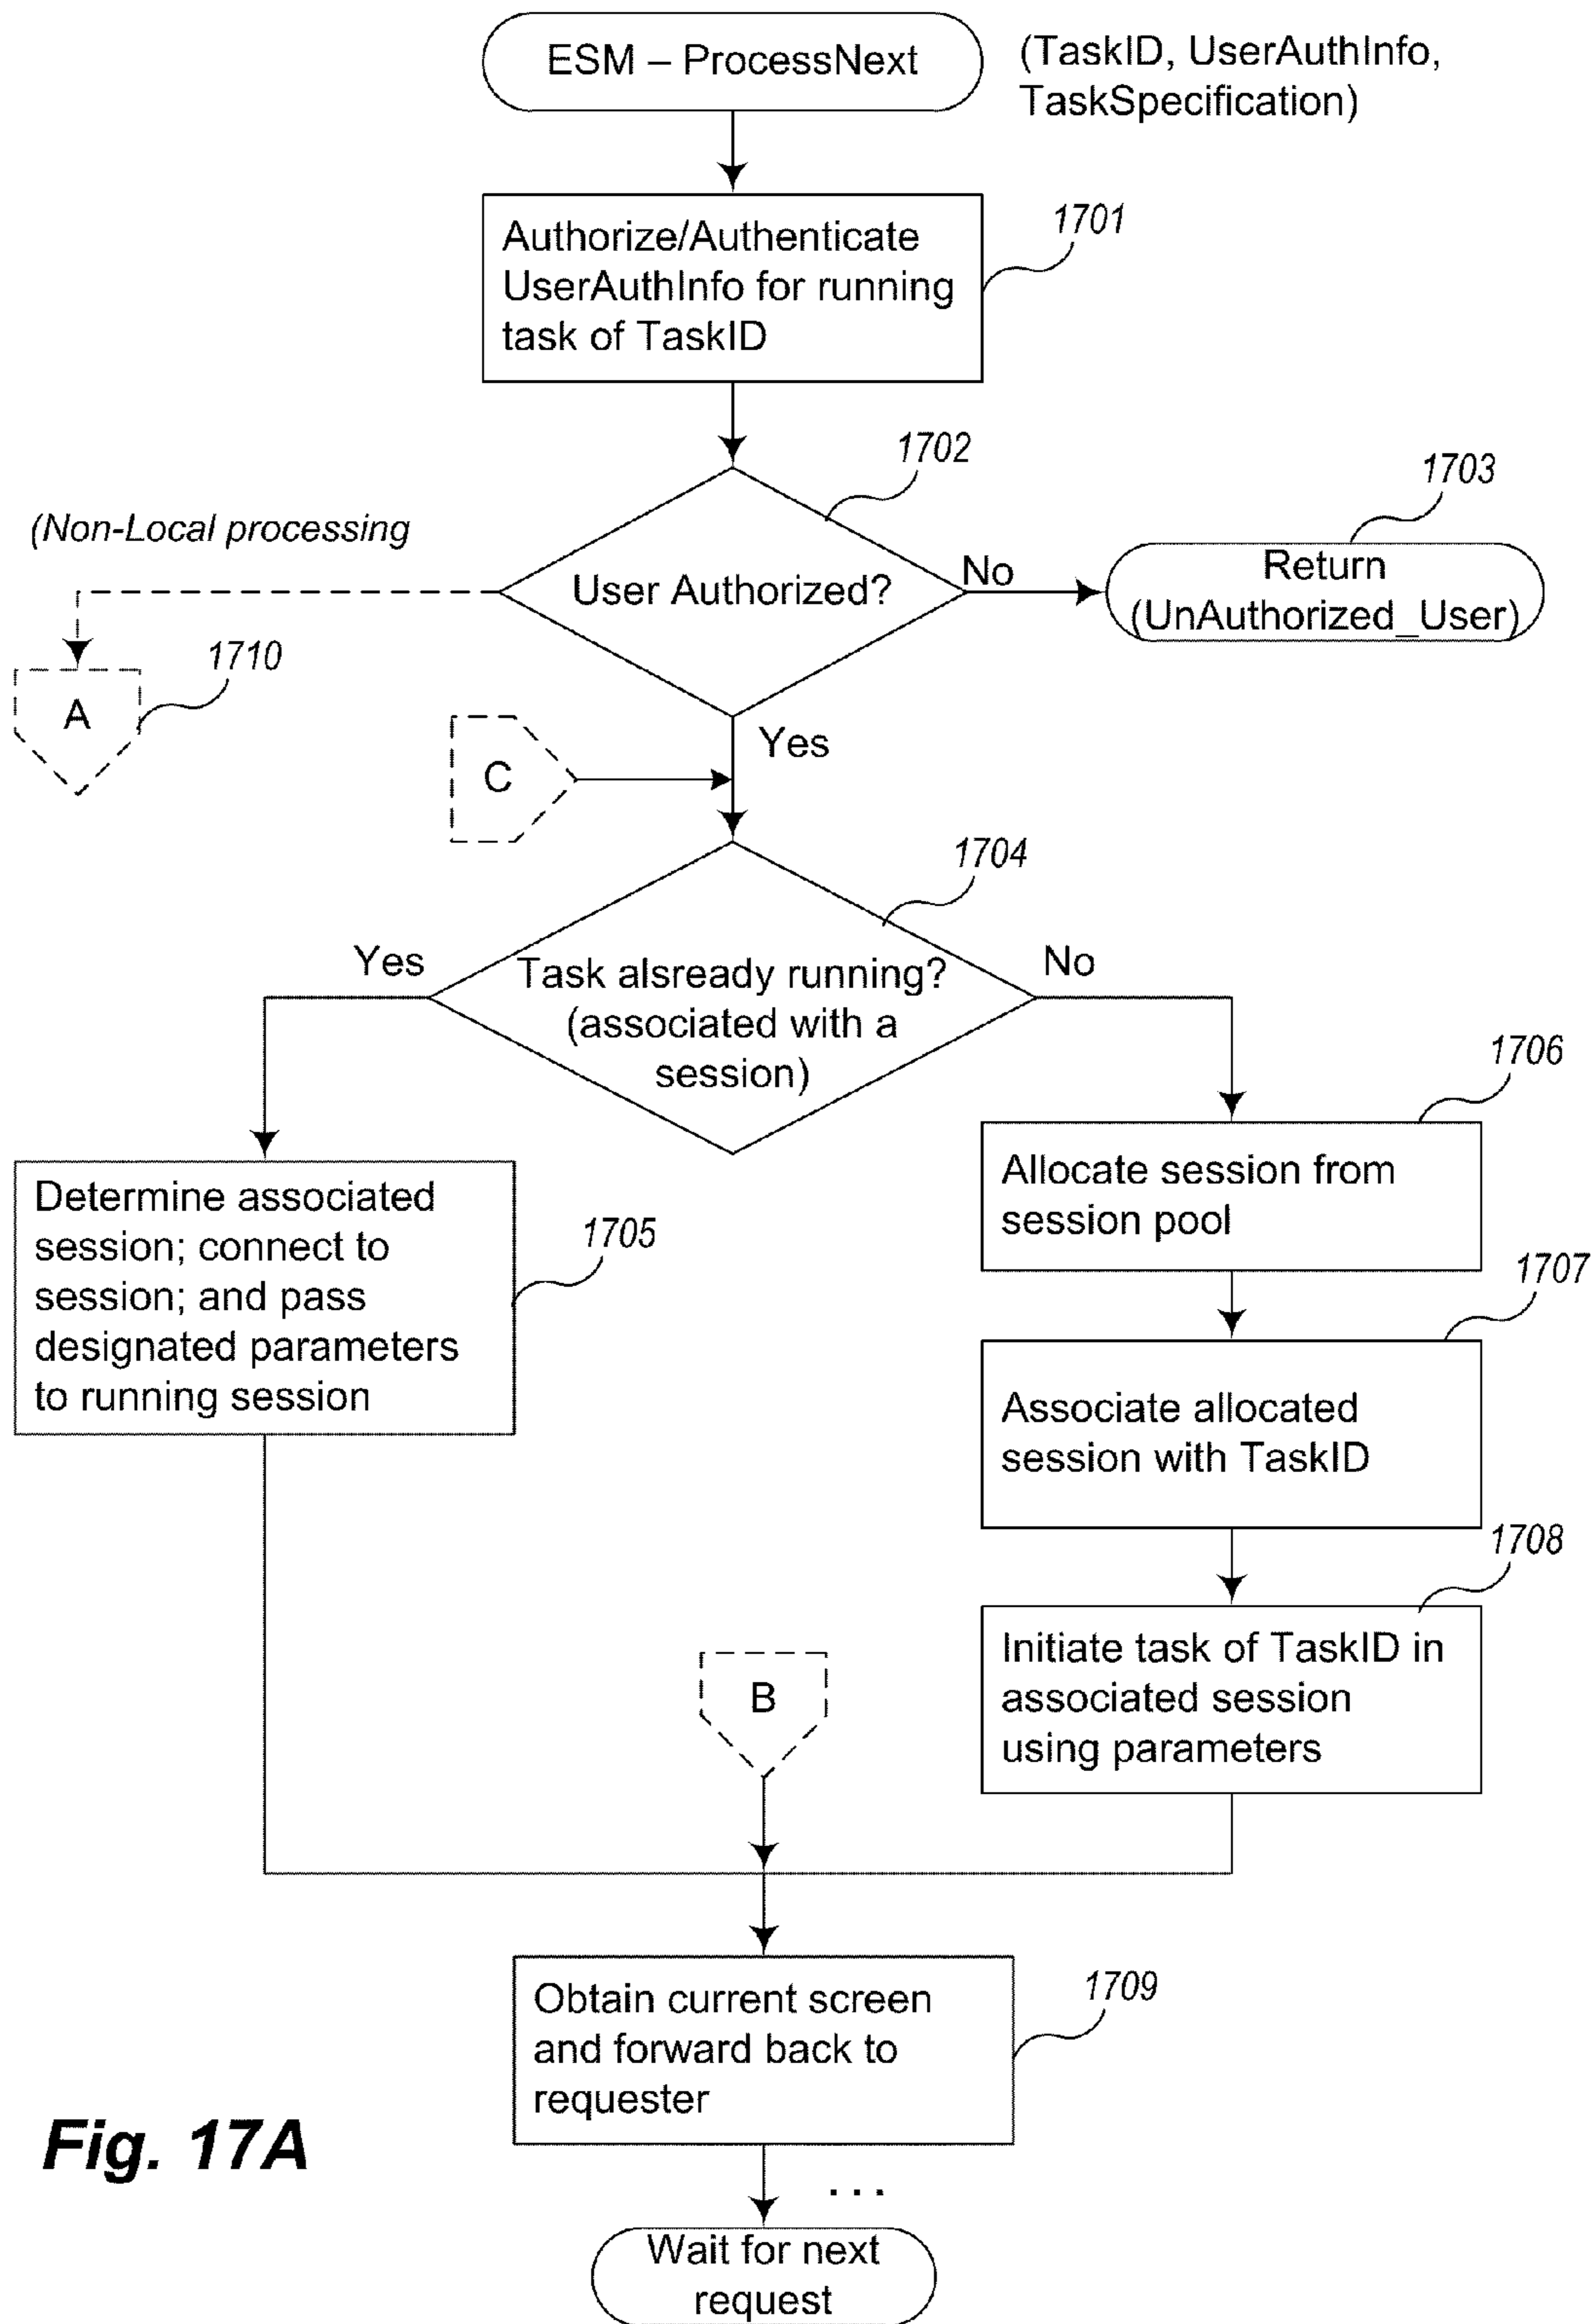 ESM – ProcessNext
(TaskID, UserAuthInfo,
TaskSpecification)
1701
Authorize/Authenticate
UserAuthInfo for running
task of TaskID
1702
1703
(Non-Local processing
User Authorized?
No
Return
(UnAuthorized_User)
1710
A
Yes
C
1704
Yes
Task alsready running?
(associated with a
session)
No
1706
Allocate session from
session pool
Determine associated
session; connect to
session; and pass
designated parameters
to running session
1705
1707
Associate allocated
session with TaskID
1708
Initiate task of TaskID in
associated session
using parameters
B
1709
Obtain current screen
and forward back to
requester
Fig. 17A
...
Wait for next
request